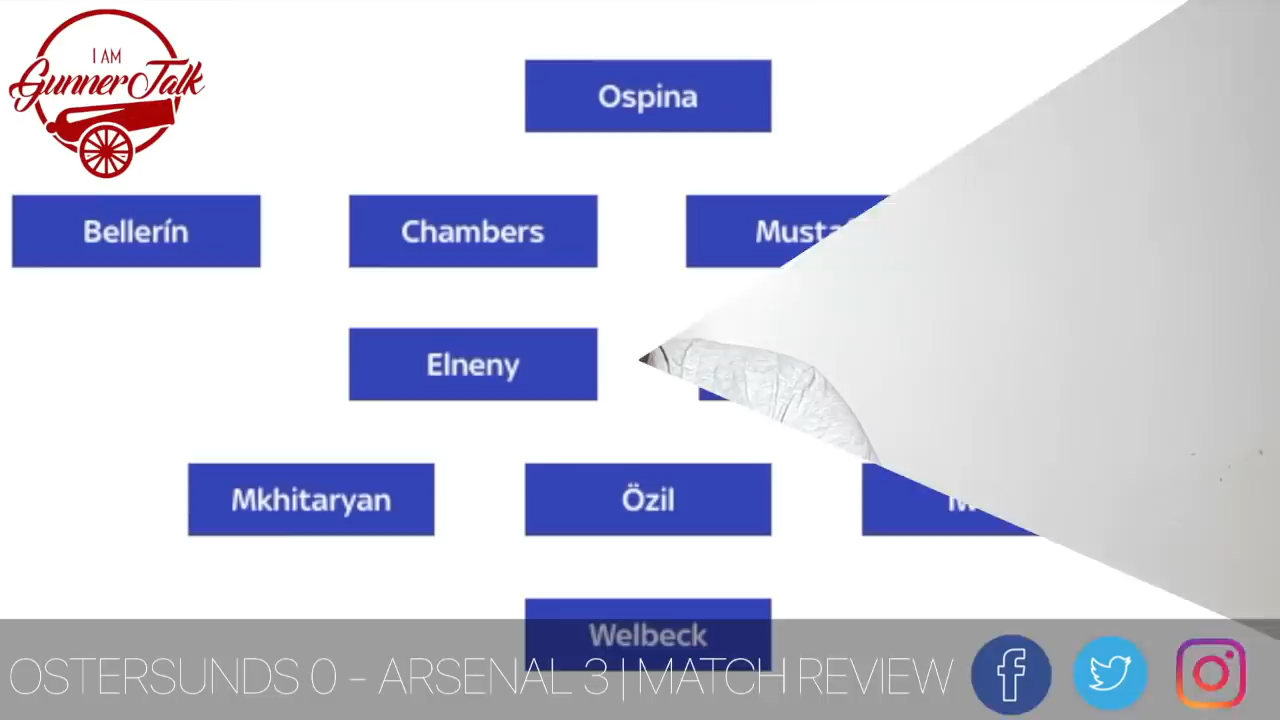 I AM
GunnerTalk
Ospina
Bellerín
Chambers
Elneny
Mkhitaryan
Özil
Welbeck
OSTERSUNDS 0 - ARSENAL 3 | MATCH REVIEW